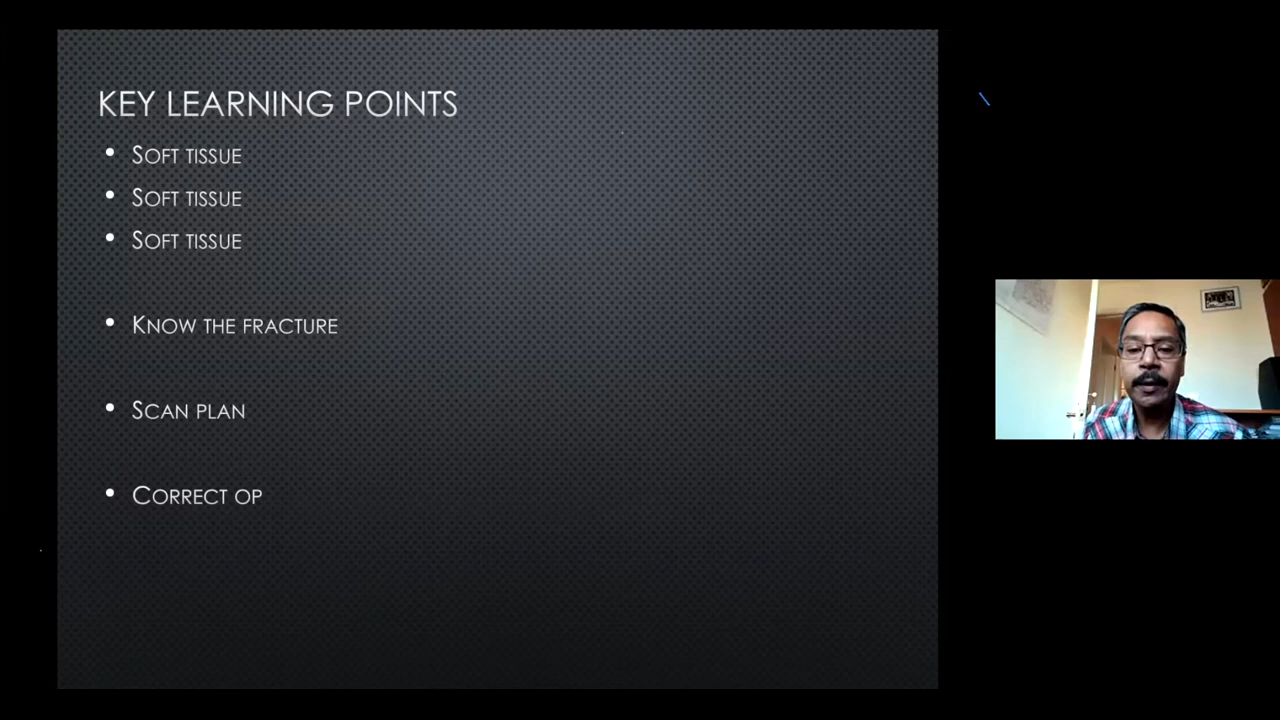 KEY LEARNING POINTS
• SOFT TISSUE
• SOFT TISSUE
• SOFT TISSUE
• KNOW THE FRACTURE
• SCAN PLAN
• CORRECT OP